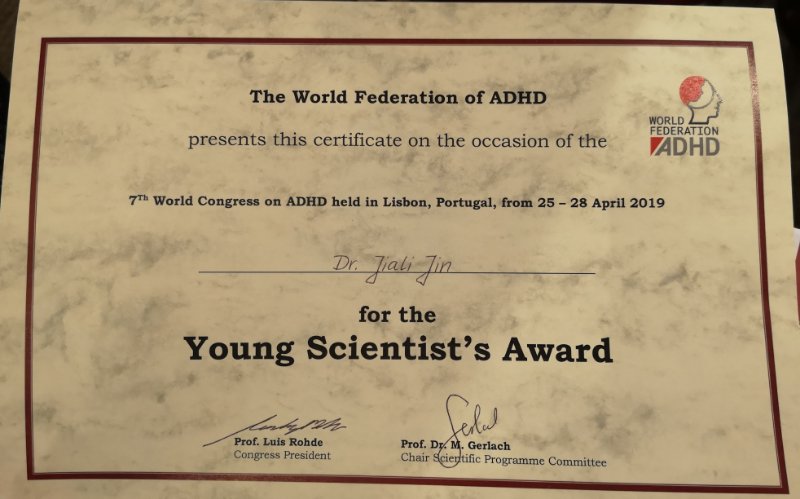 The World Federation of ADHD
presents this certificate on the occasion of the
WORLD
FEDERATION
ADHD
7Th World Congress on ADHD held in Lisbon, Portugal, from 25 – 28 April 2019
Dr. Jiali Jin
for the
Young Scientist's Award
Prof. Luis Rohde
Congress President
Prof. Dr. M. Gerlach
Chair Scientific Programme Committee